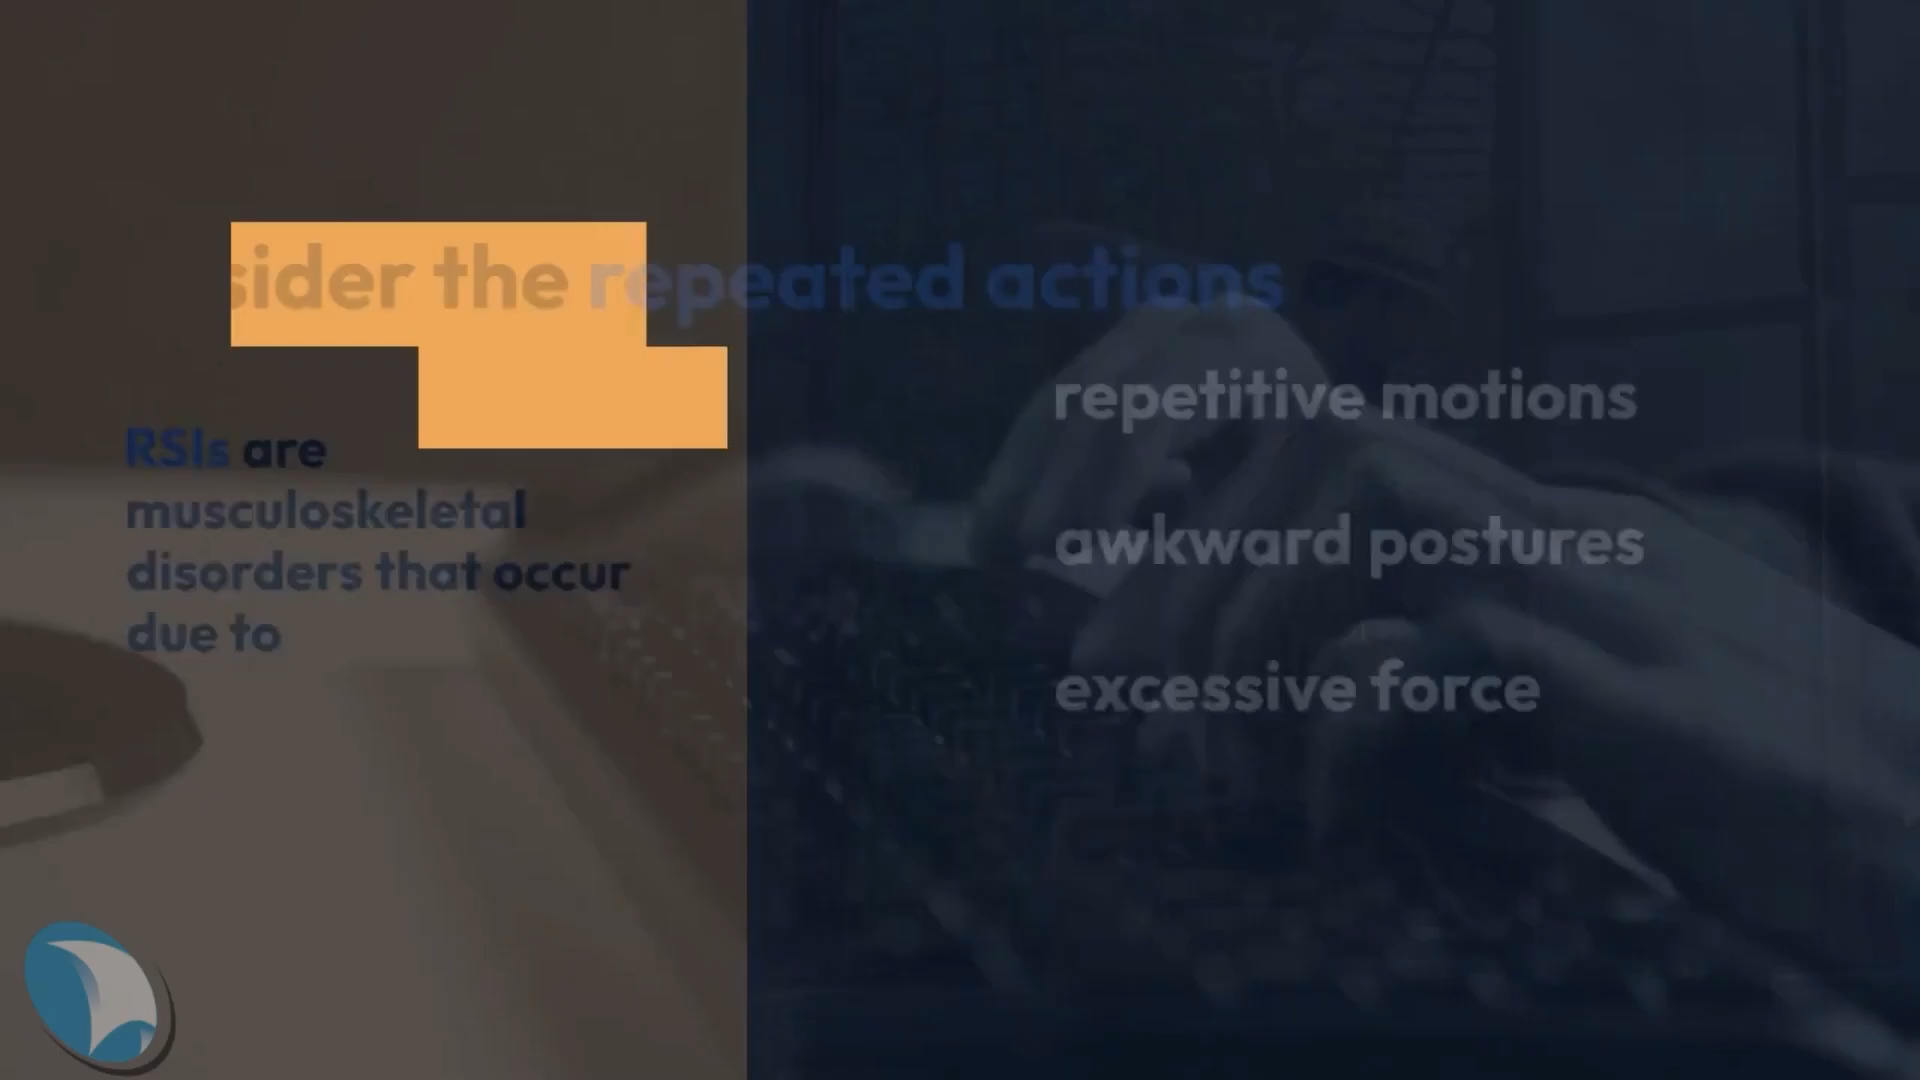 sider the repeated actions
RSIs are
musculoskeletal
disorders that occur
due to
repetitive motions
awkward postures
excessive force